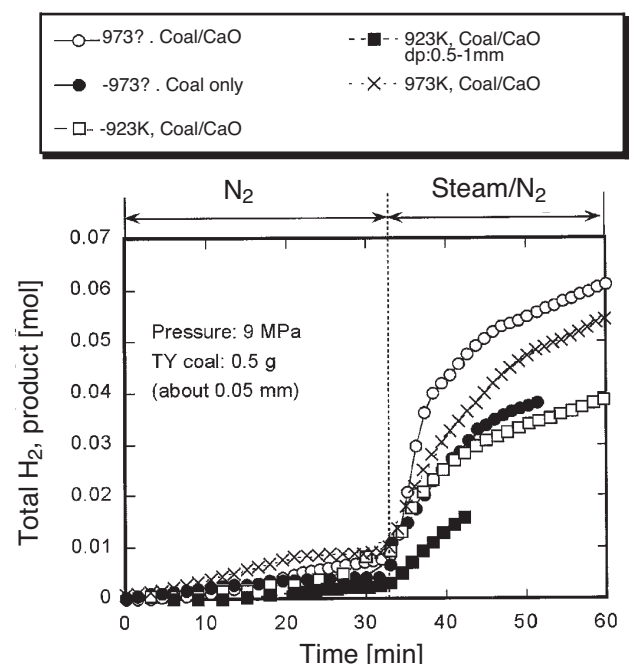 973? . Coal/CaO
923K, Coal/CaO
dp:0.5-1mm
-973? . Coal only
973K, Coal/CaO
-923K, Coal/CaO
N2
Steam/N2
0.07
0.06
0.05
0.04
0.03
0.02
0.01
0
Pressure: 9 MPa
TY coal: 0.5 g
(about 0.05 mm)
Total H2, product [mol]
0 10 20 30 40 50 60
Time [min]